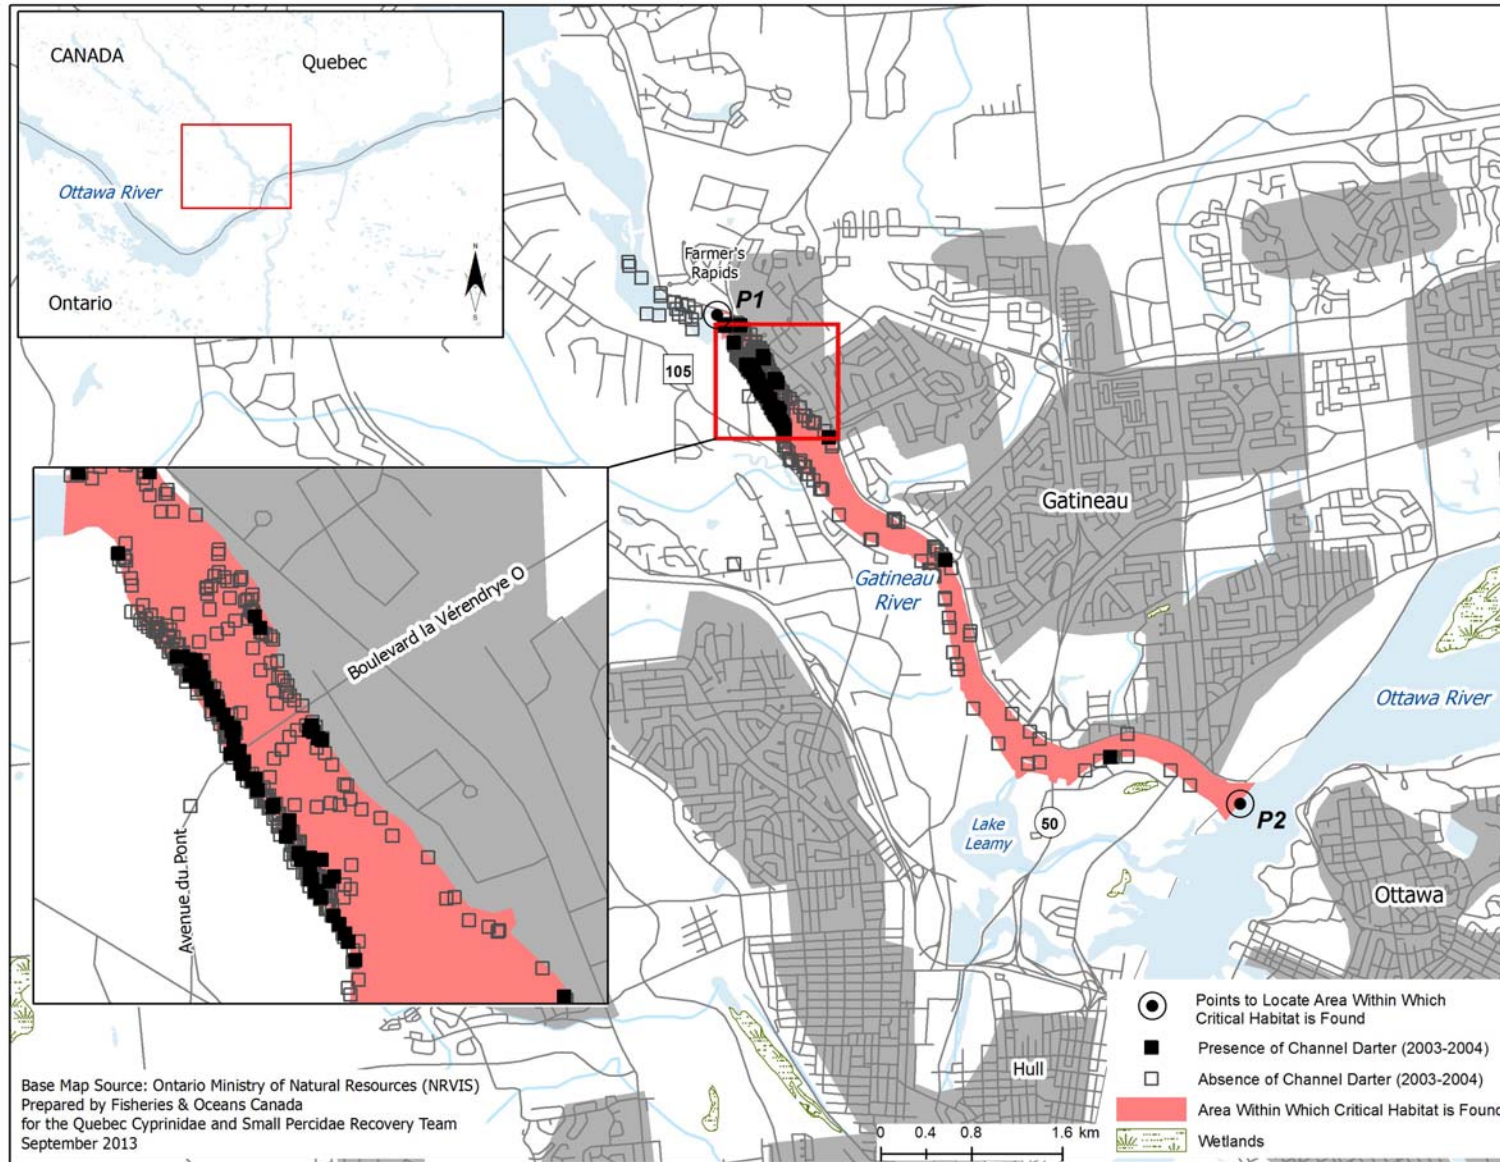 CANADA
Quebec
Ottawa River
Ontario
N
S
Farmer's
Rapids
P1
105
Gatineau
Gatineau
River
Boulevard la Vérendrye O
Avenue du Pont
Ottawa River
Lake
Leamy
50
P2
Ottawa
Hull
Points to Locate Area Within Which
Critical Habitat is Found
Presence of Channel Darter (2003-2004)
Absence of Channel Darter (2003-2004)
Area Within Which Critical Habitat is Found
Wetlands
0 0.4 0.8 1.6 km
Base Map Source: Ontario Ministry of Natural Resources (NRVIS)
Prepared by Fisheries & Oceans Canada
for the Quebec Cyprinidae and Small Percidae Recovery Team
September 2013